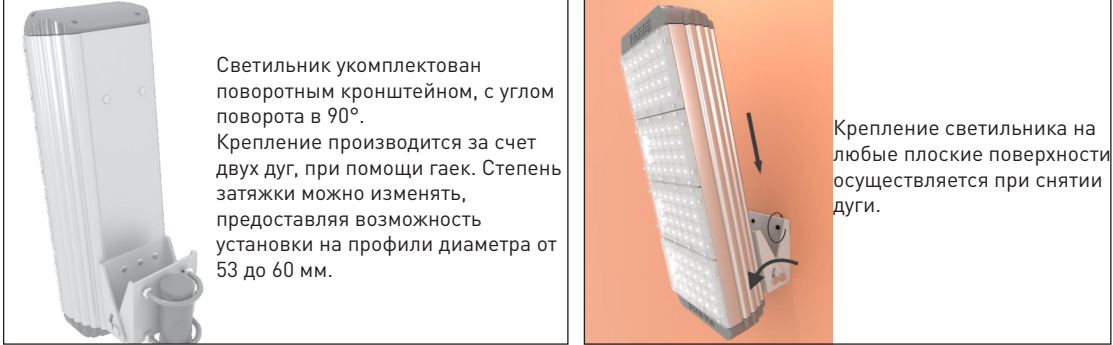 Светильник укомплектован
поворотным кронштейном, с углом
поворота в 90°.
Крепление производится за счет
двух дуг, при помощи гаек. Степень
затяжки можно изменять,
предоставляя возможность
установки на профили диаметра от
53 до 60 мм.
Крепление светильника на
любые плоские поверхности
осуществляется при снятии
дуги.